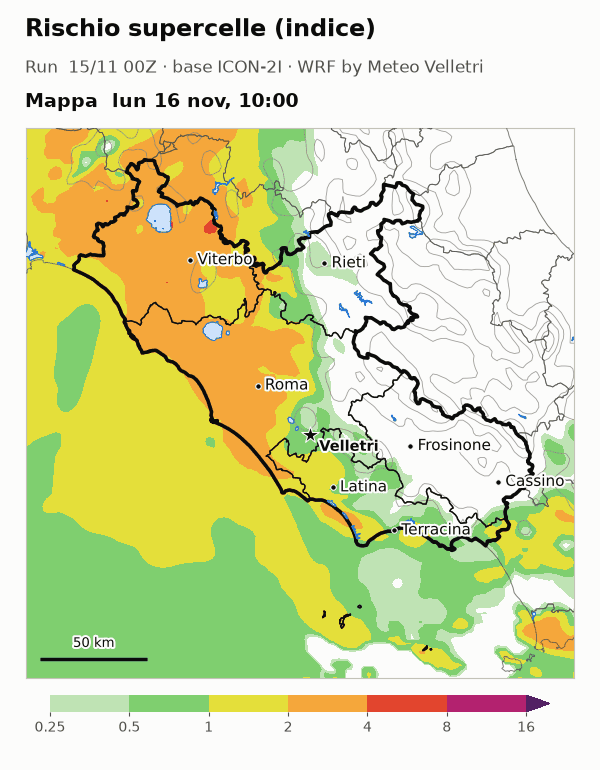 Rischio supercelle (indice)
Run  15/11 00Z · base ICON-2I · WRF by Meteo Velletri
Mappa  lun 16 nov, 10:00
Viterbo
Rieti
Roma
Velletri
Frosinone
Latina
Cassino
Terracina
50 km
0.25 0.5 1 2 4 8 16